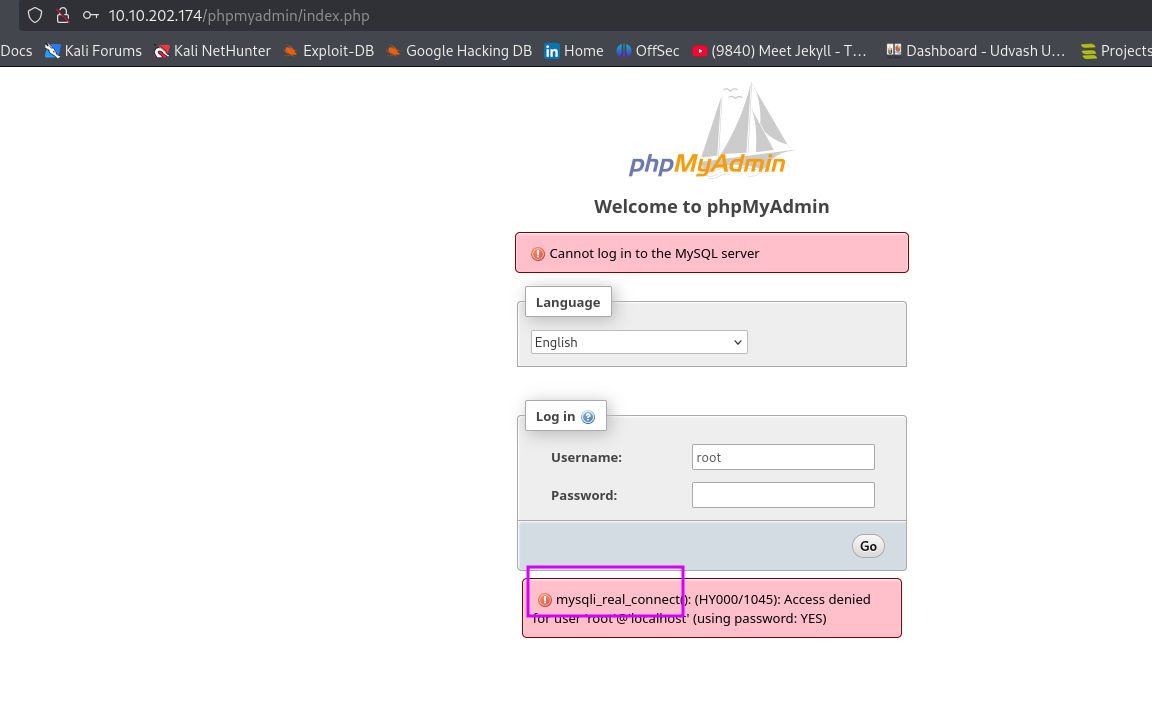 10.10.202.174/phpmyadmin/index.php
Docs Kali Forums Kali NetHunter Exploit-DB Google Hacking DB Home OffSec (9840) Meet Jekyll - T… Dashboard - Udvash U… Projects
phpMyAdmin
Welcome to phpMyAdmin
Cannot log in to the MySQL server
Language
English
Log in
Username: root
Password:
Go
mysqli_real_connect(): (HY000/1045): Access denied
for user 'root'@'localhost' (using password: YES)